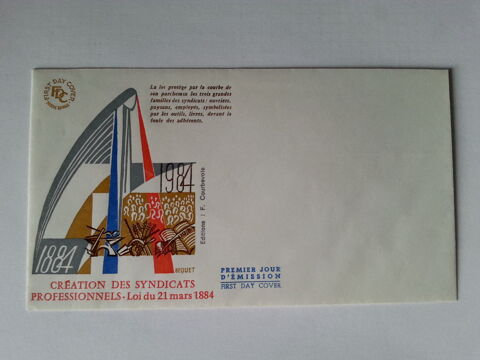 FIRST DAY COVER
FDC
La loi protège par la courbe de
son parchemin les trois grandes
familles des syndicats : ouvriers,
paysans, employés, symbolisées
par les outils, livres, devant la
foule des adhérents.
1984
Editions : F. Courbevoie
1884
BEQUET
CRÉATION DES SYNDICATS
PROFESSIONNELS - Loi du 21 mars 1884
PREMIER JOUR
D'ÉMISSION
FIRST DAY COVER